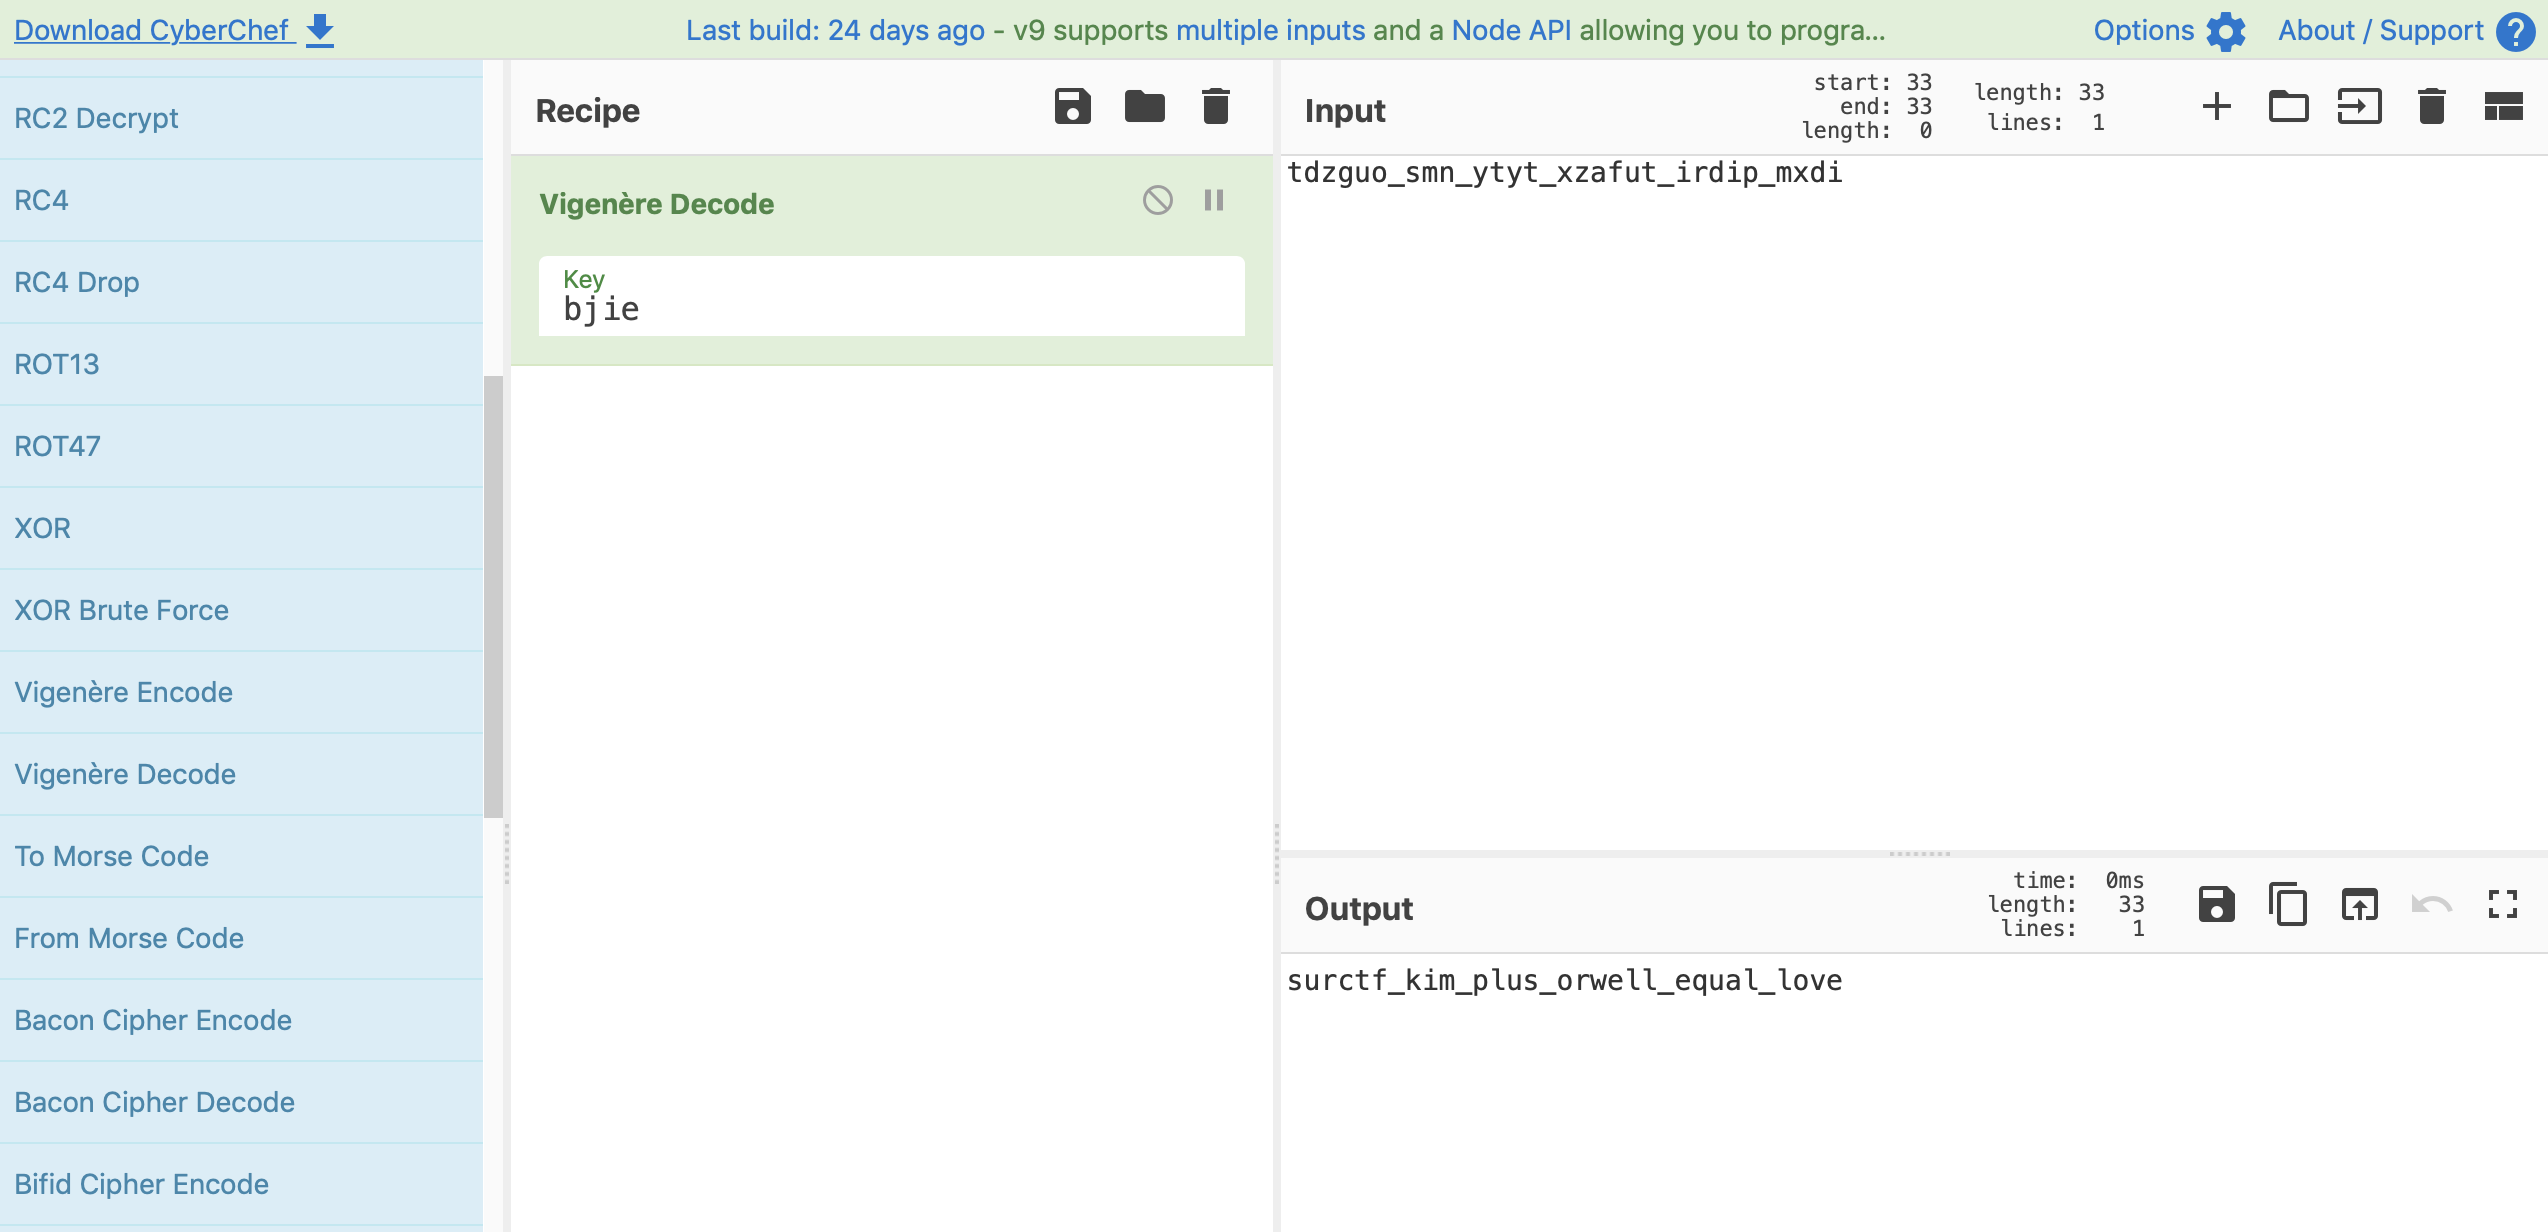 Download CyberChef
Last build: 24 days ago - v9 supports multiple inputs and a Node API allowing you to progra...
Options
About / Support
RC2 Decrypt
RC4
RC4 Drop
ROT13
ROT47
XOR
XOR Brute Force
Vigenère Encode
Vigenère Decode
To Morse Code
From Morse Code
Bacon Cipher Encode
Bacon Cipher Decode
Bifid Cipher Encode
Recipe
Vigenère Decode
Key
bjie
Input
start: 33
end: 33
length: 0
length: 33
lines: 1
tdzguo_smn_ytyt_xzafut_irdip_mxdi
Output
time: 0ms
length: 33
lines: 1
surctf_kim_plus_orwell_equal_love